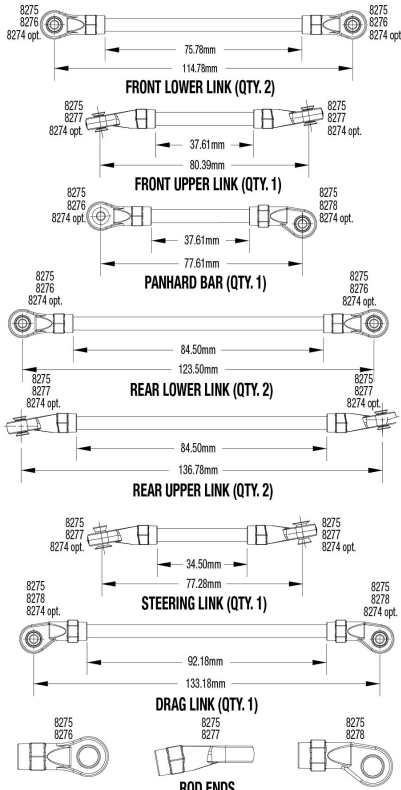 8275
8276
8274 opt.
8275
8276
8274 opt.
75.78mm
114.78mm
FRONT LOWER LINK (QTY. 2)
8275
8277
8274 opt.
8275
8277
8274 opt.
37.61mm
80.39mm
FRONT UPPER LINK (QTY. 1)
8275
8276
8274 opt.
8275
8278
8274 opt.
37.61mm
77.61mm
PANHARD BAR (QTY. 1)
8275
8276
8274 opt.
8275
8276
8274 opt.
84.50mm
123.50mm
REAR LOWER LINK (QTY. 2)
8275
8277
8274 opt.
8275
8277
8274 opt.
84.50mm
136.78mm
REAR UPPER LINK (QTY. 2)
8275
8277
8274 opt.
8275
8277
8274 opt.
34.50mm
77.28mm
STEERING LINK (QTY. 1)
8275
8278
8274 opt.
8275
8278
8274 opt.
92.18mm
133.18mm
DRAG LINK (QTY. 1)
8275
8276
8275
8277
8275
8278
ROD ENDS